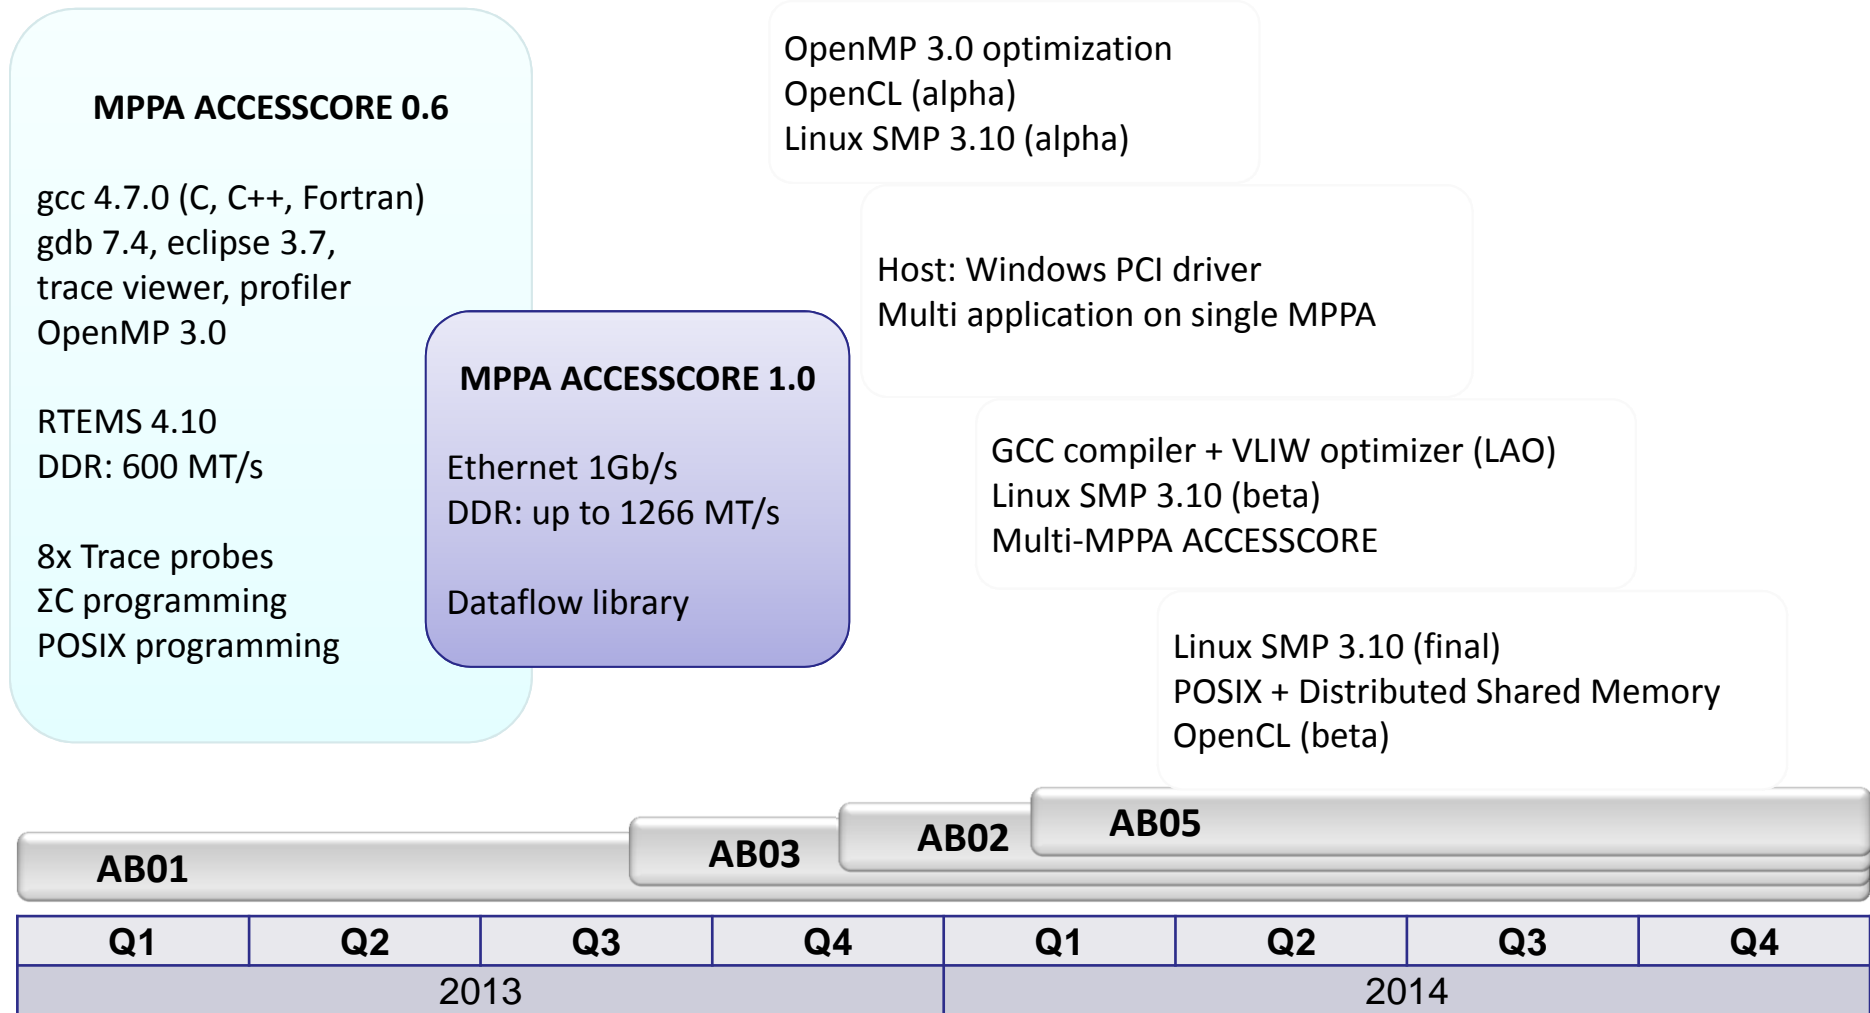 MPPA ACCESSCORE 0.6
gcc 4.7.0 (C, C++, Fortran)
gdb 7.4, eclipse 3.7,
trace viewer, profiler
OpenMP 3.0
RTEMS 4.10
DDR: 600 MT/s
8x Trace probes
ΣC programming
POSIX programming
MPPA ACCESSCORE 1.0
Ethernet 1Gb/s
DDR: up to 1266 MT/s
Dataflow library
OpenMP 3.0 optimization
OpenCL (alpha)
Linux SMP 3.10 (alpha)
Host: Windows PCI driver
Multi application on single MPPA
GCC compiler + VLIW optimizer (LAO)
Linux SMP 3.10 (beta)
Multi-MPPA ACCESSCORE
Linux SMP 3.10 (final)
POSIX + Distributed Shared Memory
OpenCL (beta)
AB01
AB03
AB02
AB05
Q1 Q2 Q3 Q4 Q1 Q2 Q3 Q4
2013 2014